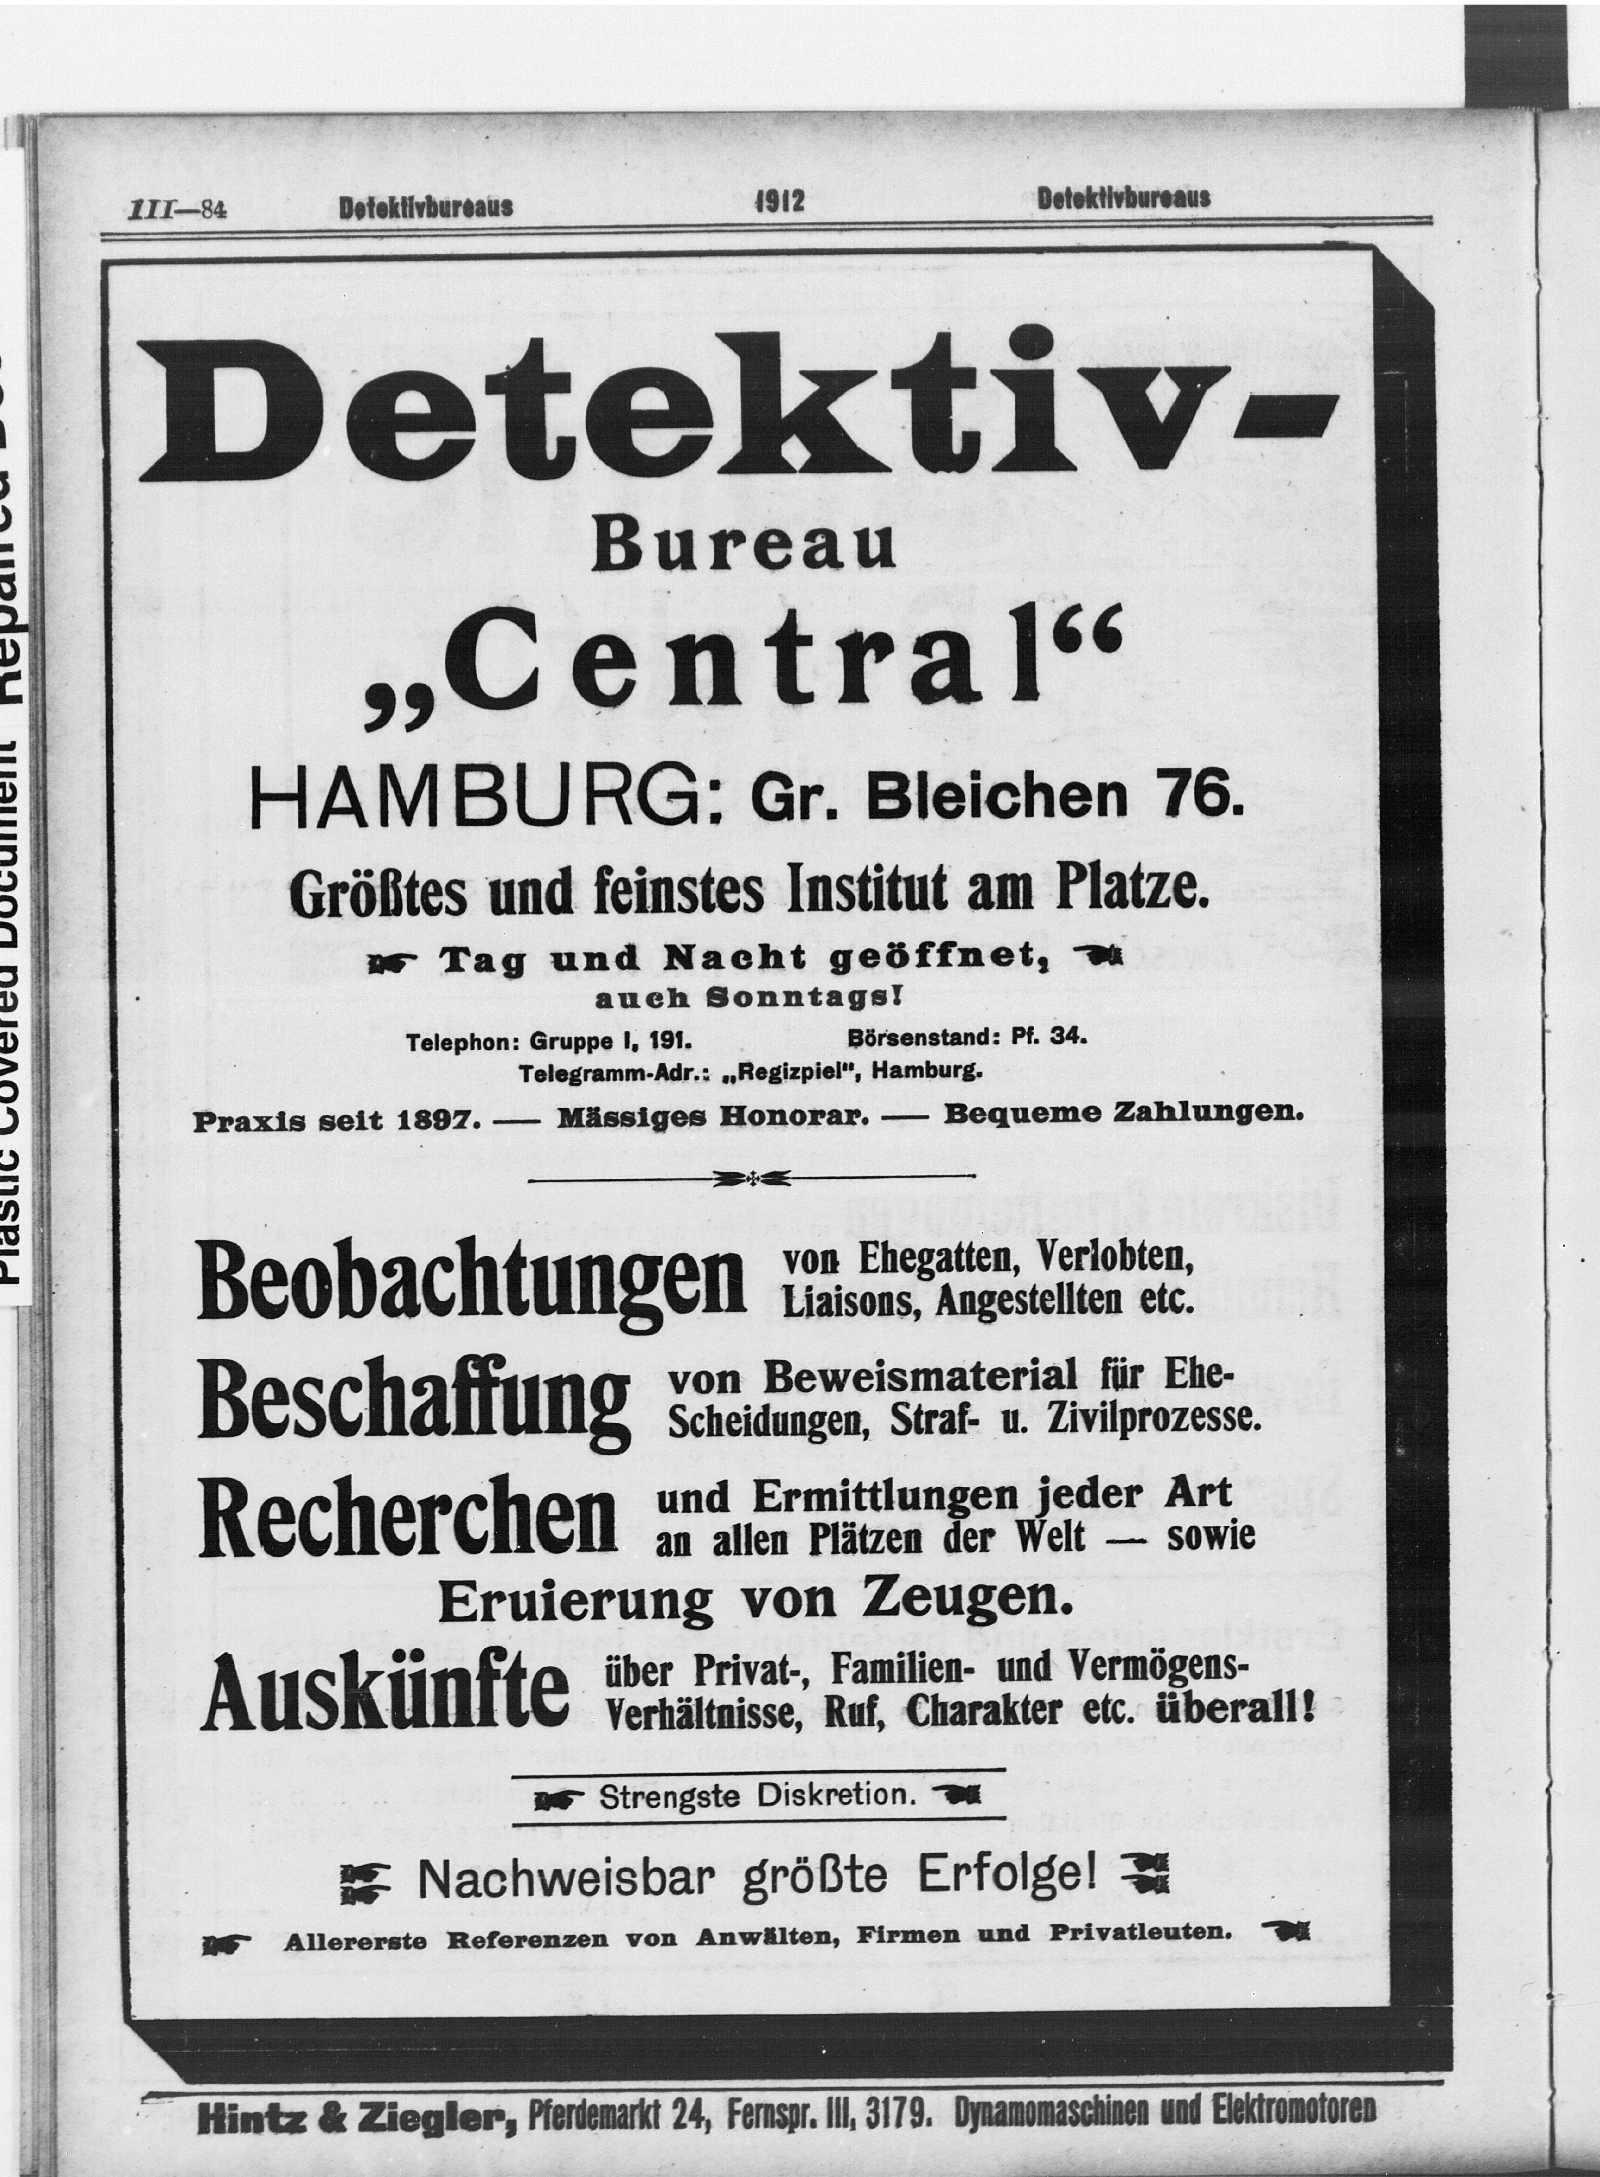 III—84 Detektivbureaus 1912 Detektivbureaus
Detektiv-
Bureau
„Central“
HAMBURG: Gr. Bleichen 76.
Größtes und feinstes Institut am Platze.
Tag und Nacht geöffnet,
auch Sonntags!
Telephon: Gruppe I, 191. Börsenstand: Pf. 34.
Telegramm-Adr.: „Regizpiel“, Hamburg.
Praxis seit 1897. — Mässiges Honorar. — Bequeme Zahlungen.
Beobachtungen von Ehegatten, Verlobten,
Liaisons, Angestellten etc.
Beschaffung von Beweismaterial für Ehe-
Scheidungen, Straf- u. Zivilprozesse.
Recherchen und Ermittlungen jeder Art
an allen Plätzen der Welt — sowie
Eruierung von Zeugen.
Auskünfte über Privat-, Familien- und Vermögens-
Verhältnisse, Ruf, Charakter etc. überall!
Strengste Diskretion.
Nachweisbar größte Erfolge!
Allererste Referenzen von Anwälten, Firmen und Privatleuten.
Hintz & Ziegler, Pferdemarkt 24, Fernspr. III, 3179. Dynamomaschinen und Elektromotoren
Plastic Covered Document Repaired